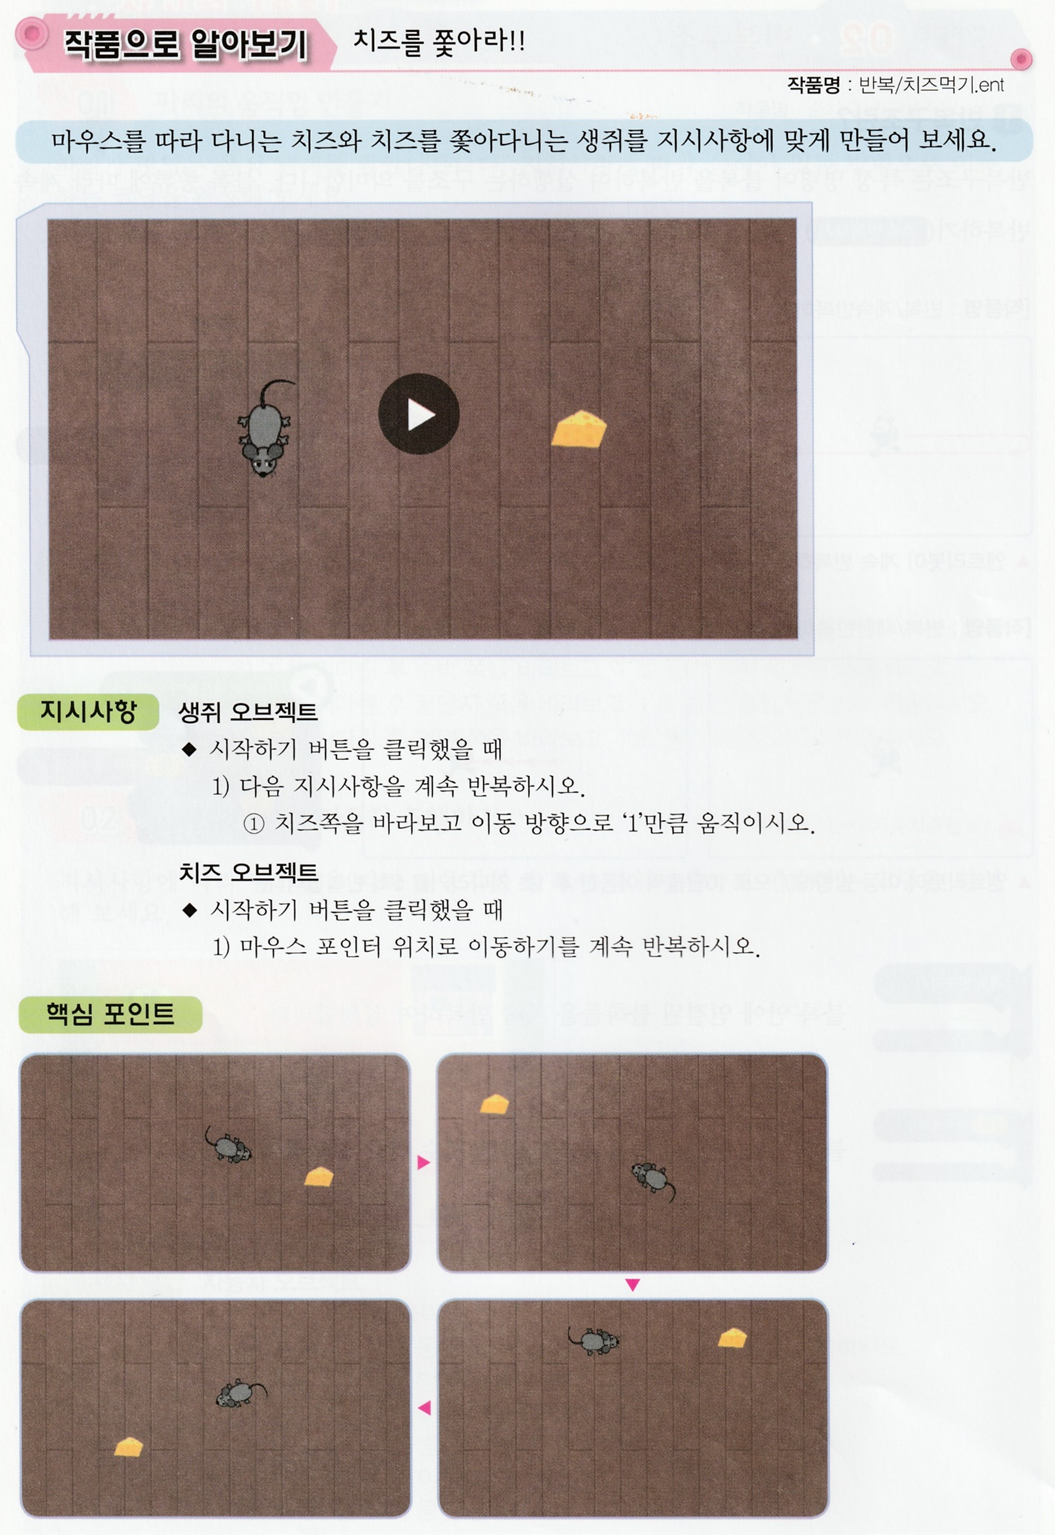 작품으로 알아보기
치즈를 쫓아라!!
작품명 : 반복/치즈먹기.ent
마우스를 따라 다니는 치즈와 치즈를 쫓아다니는 생쥐를 지시사항에 맞게 만들어 보세요.
지시사항
생쥐 오브젝트
◆ 시작하기 버튼을 클릭했을 때
1) 다음 지시사항을 계속 반복하시오.
① 치즈쪽을 바라보고 이동 방향으로 '1'만큼 움직이시오.
치즈 오브젝트
◆ 시작하기 버튼을 클릭했을 때
1) 마우스 포인터 위치로 이동하기를 계속 반복하시오.
핵심 포인트